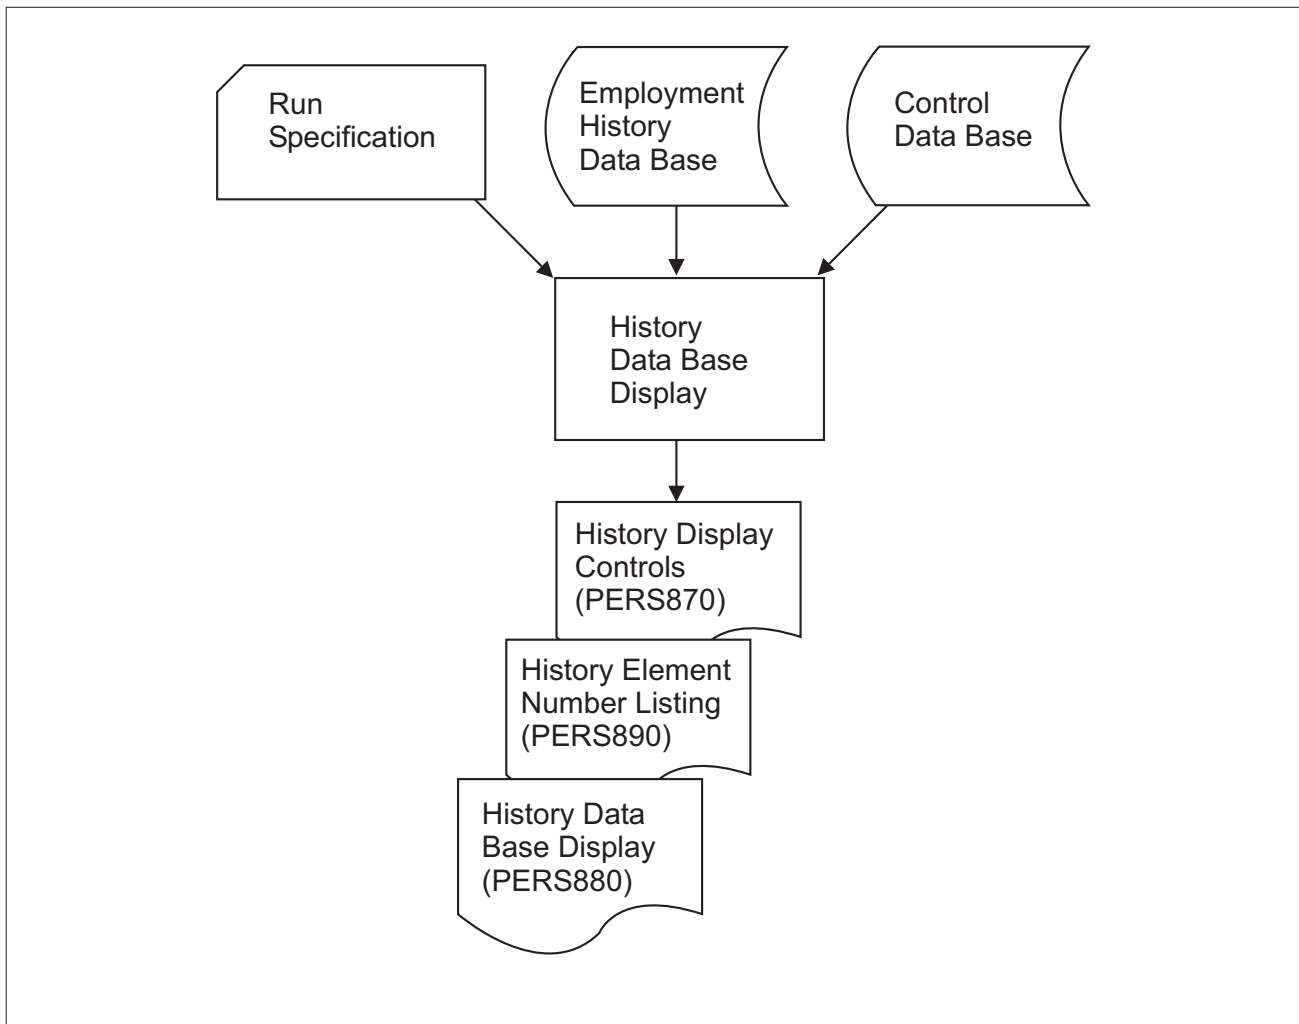 Run
Specification
Employment
History
Data Base
Control
Data Base
History
Data Base
Display
History Display
Controls
(PERS870)
History Element
Number Listing
(PERS890)
History Data
Base Display
(PERS880)